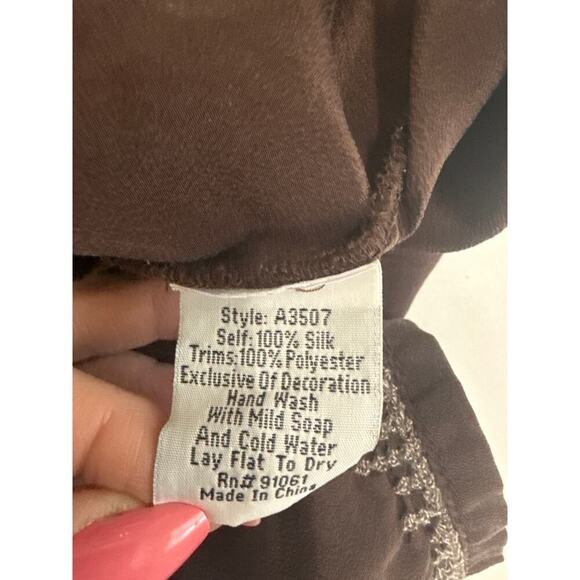 Style: A3507
Self: 100% Silk
Trims:100% Polyester
Exclusive Of Decoration
Hand Wash
With Mild Soap
And Cold Water
Lay Flat To Dry
Rn# 91061
Made In China